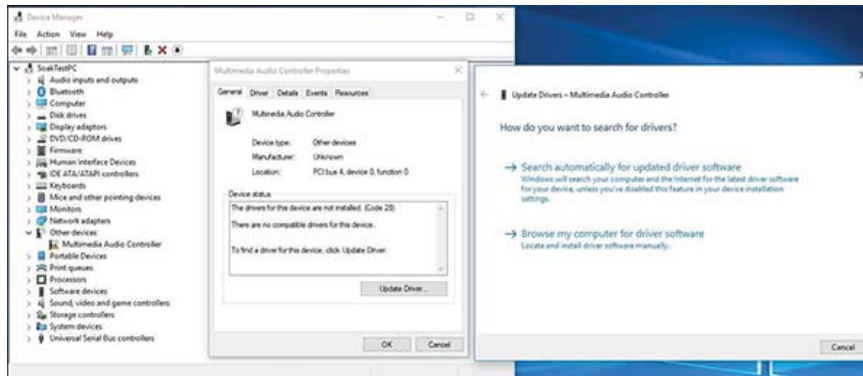 Device Manager
File Action View Help
SoakTestPC
Audio inputs and outputs
Bluetooth
Computer
Disk drives
Display adaptors
DVD/CD-ROM drives
Firmware
Human Interface Devices
IDE ATA/ATAPI controllers
Keyboards
Mice and other pointing devices
Monitors
Network adapters
Other devices
Multimedia Audio Controller
Portable Devices
Print queues
Processors
Software devices
Sound, video and game controllers
Storage controllers
System devices
Universal Serial Bus controllers
Multimedia Audio Controller Properties
General Driver Details Events Resources
Multimedia Audio Controller
Device type: Other devices
Manufacturer: Unknown
Location: PCI bus 4, device 0, function 0
Device status
The drivers for this device are not installed. (Code 28)
There are no compatible drivers for this device.
To find a driver for this device, click Update Driver.
Update Driver...
OK Cancel
Update Drivers - Multimedia Audio Controller
How do you want to search for drivers?
Search automatically for updated driver software
Windows will search your computer and the Internet for the latest driver software
for your device, unless you've disabled this feature in your device installation
settings.
Browse my computer for driver software
Locate and install driver software manually.
Cancel